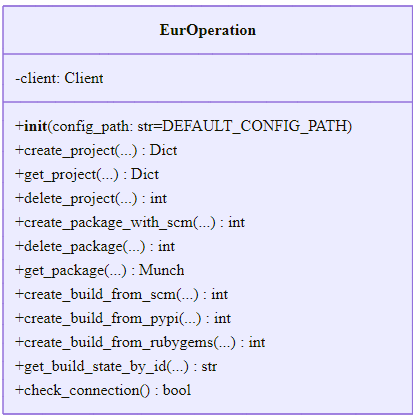 EurOperation
-client: Client
+init(config_path: str=DEFAULT_CONFIG_PATH)
+create_project(...) : Dict
+get_project(...) : Dict
+delete_project(...) : int
+create_package_with_scm(...) : int
+delete_package(...) : int
+get_package(...) : Munch
+create_build_from_scm(...) : int
+create_build_from_pypi(...) : int
+create_build_from_rubygems(...) : int
+get_build_state_by_id(...) : str
+check_connection() : bool